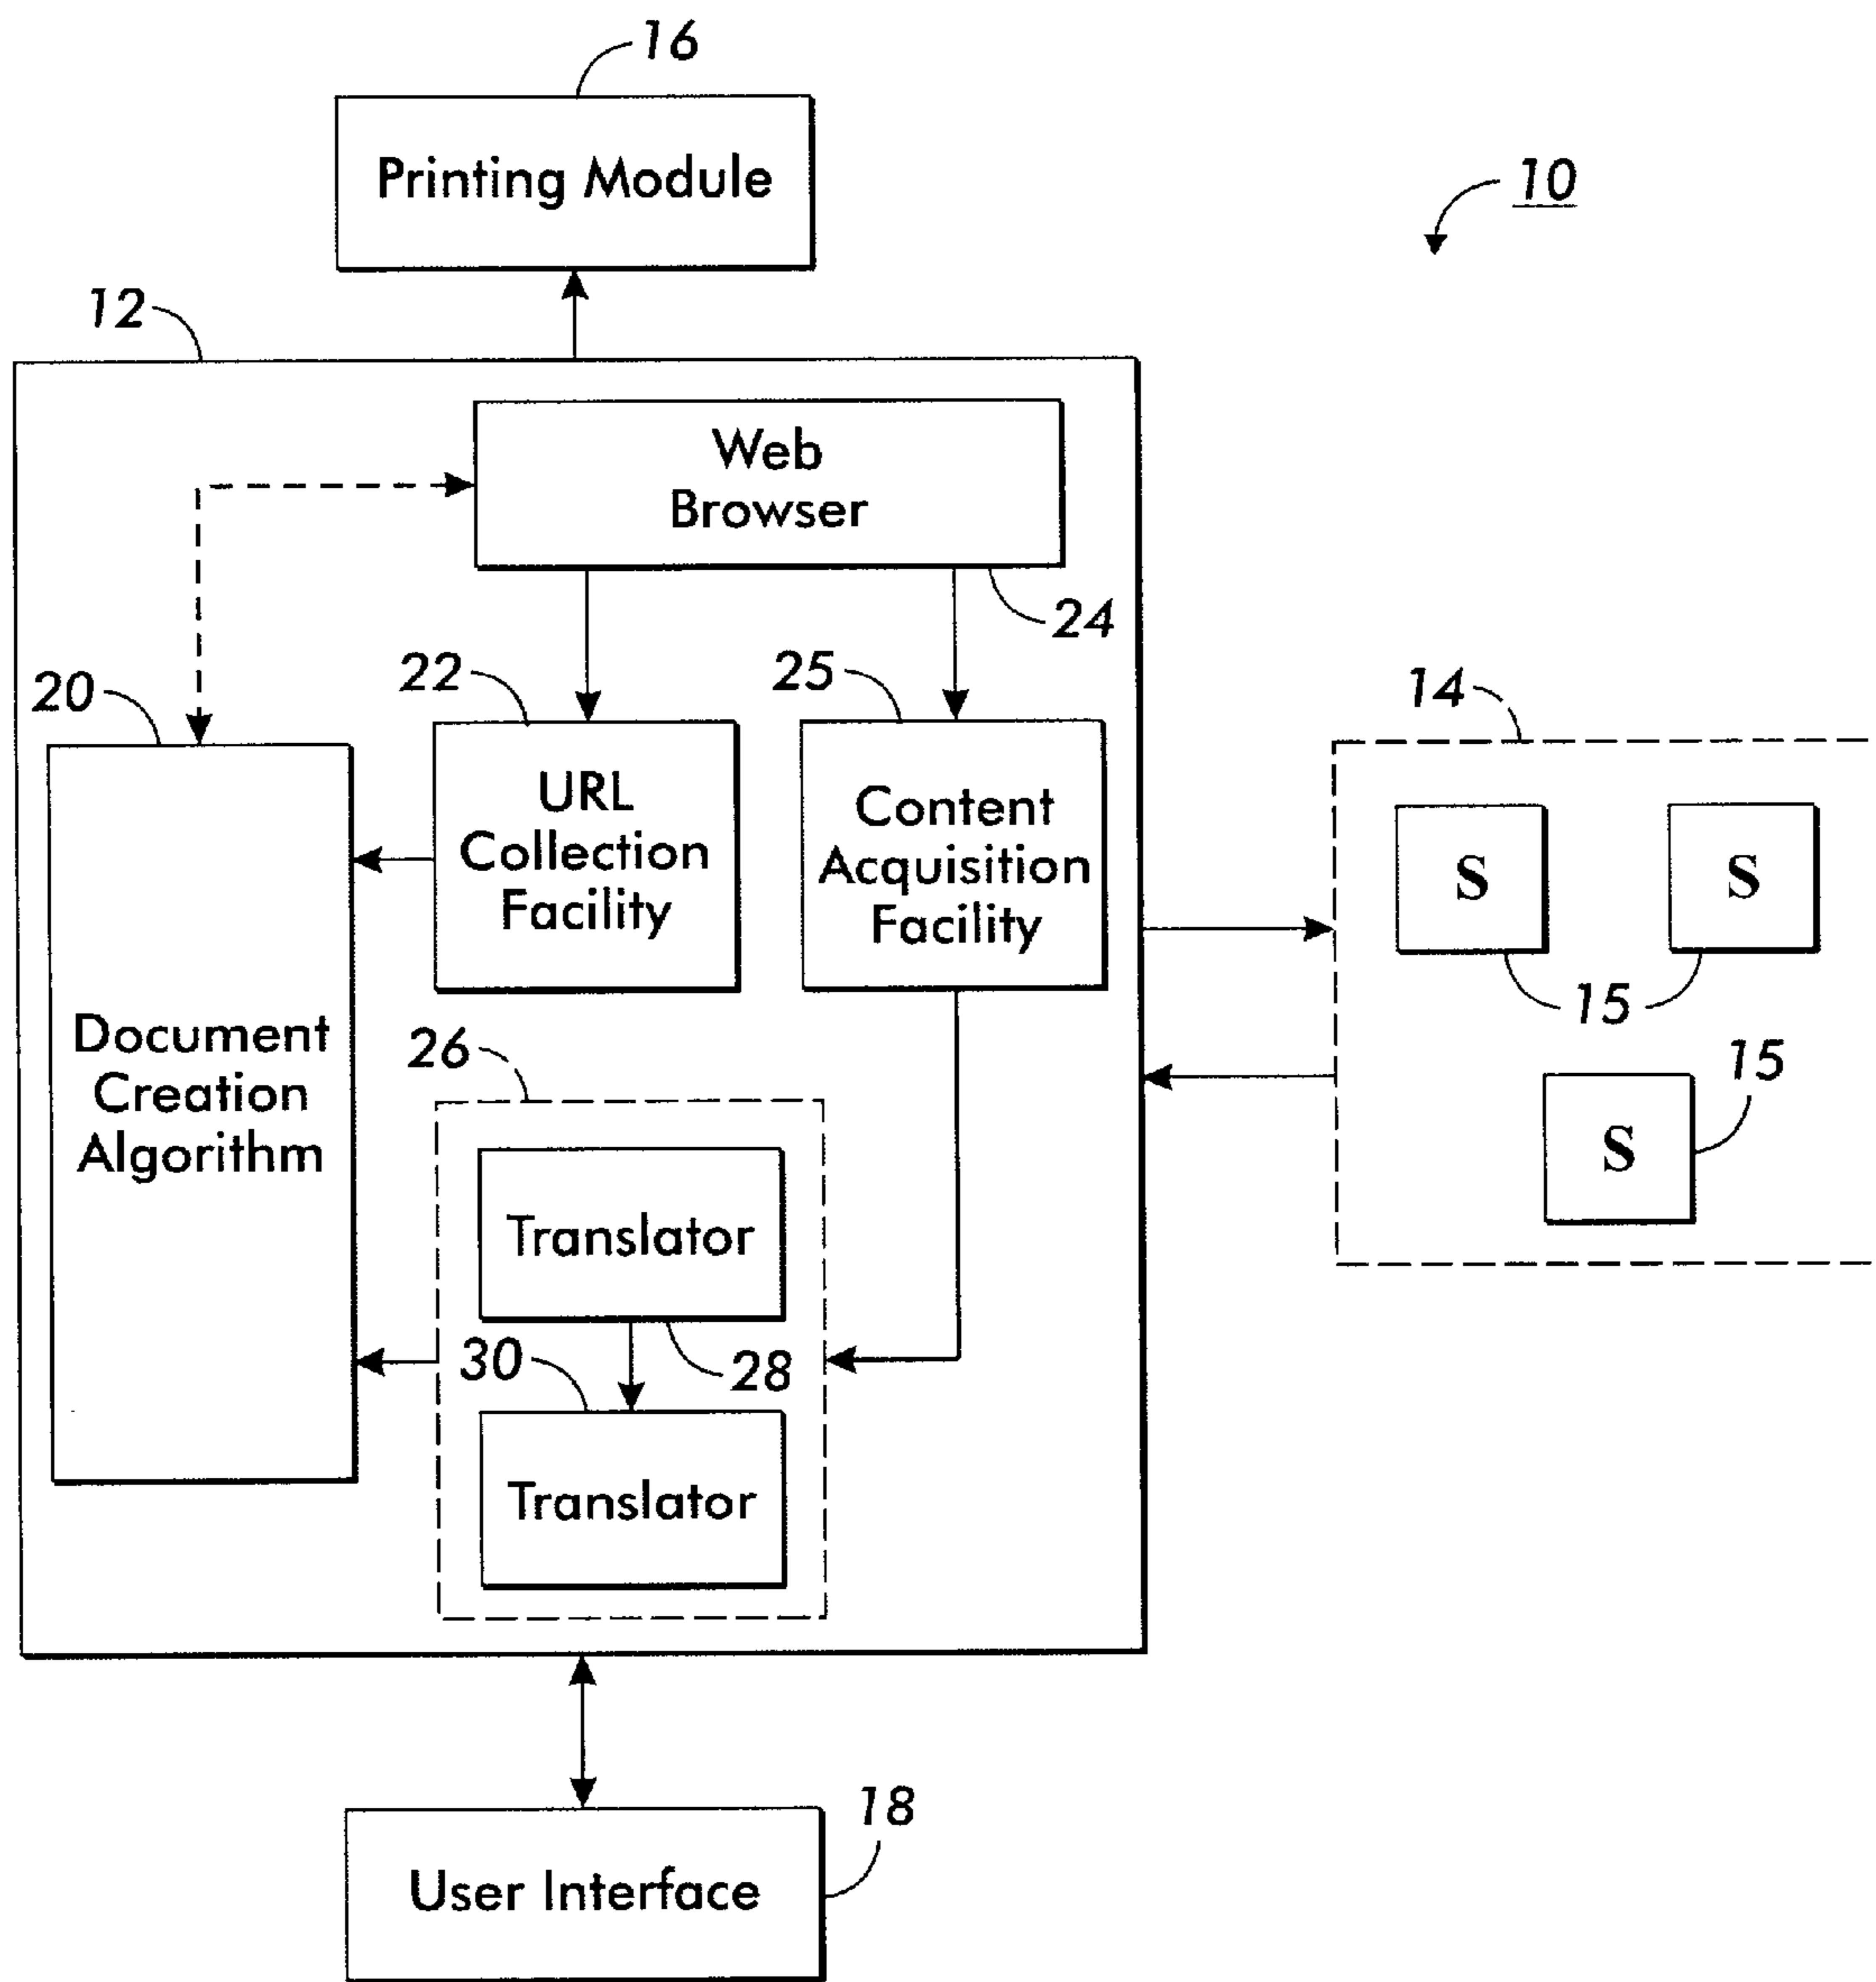 16
Printing Module
10
12
Web
Browser
24
20
22
25
14
URL
Collection
Facility
Content
Acquisition
Facility
S
S
15
Document
Creation
Algorithm
26
15
S
Translator
30
28
Translator
18
User Interface